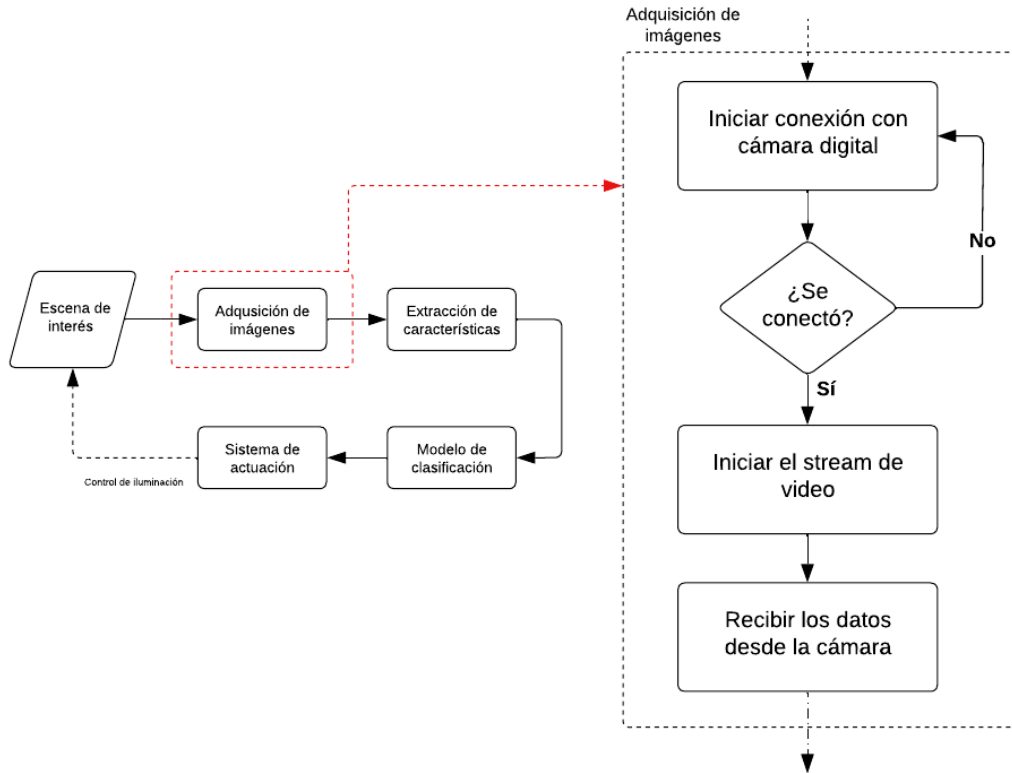 Escena de
interés
Adqusición de
imágenes
Extracción de
características
Modelo de
clasificación
Sistema de
actuación
Control de iluminación
Adquisición de
imágenes
Iniciar conexión con
cámara digital
¿Se
conectó?
No
Sí
Iniciar el stream de
video
Recibir los datos
desde la cámara